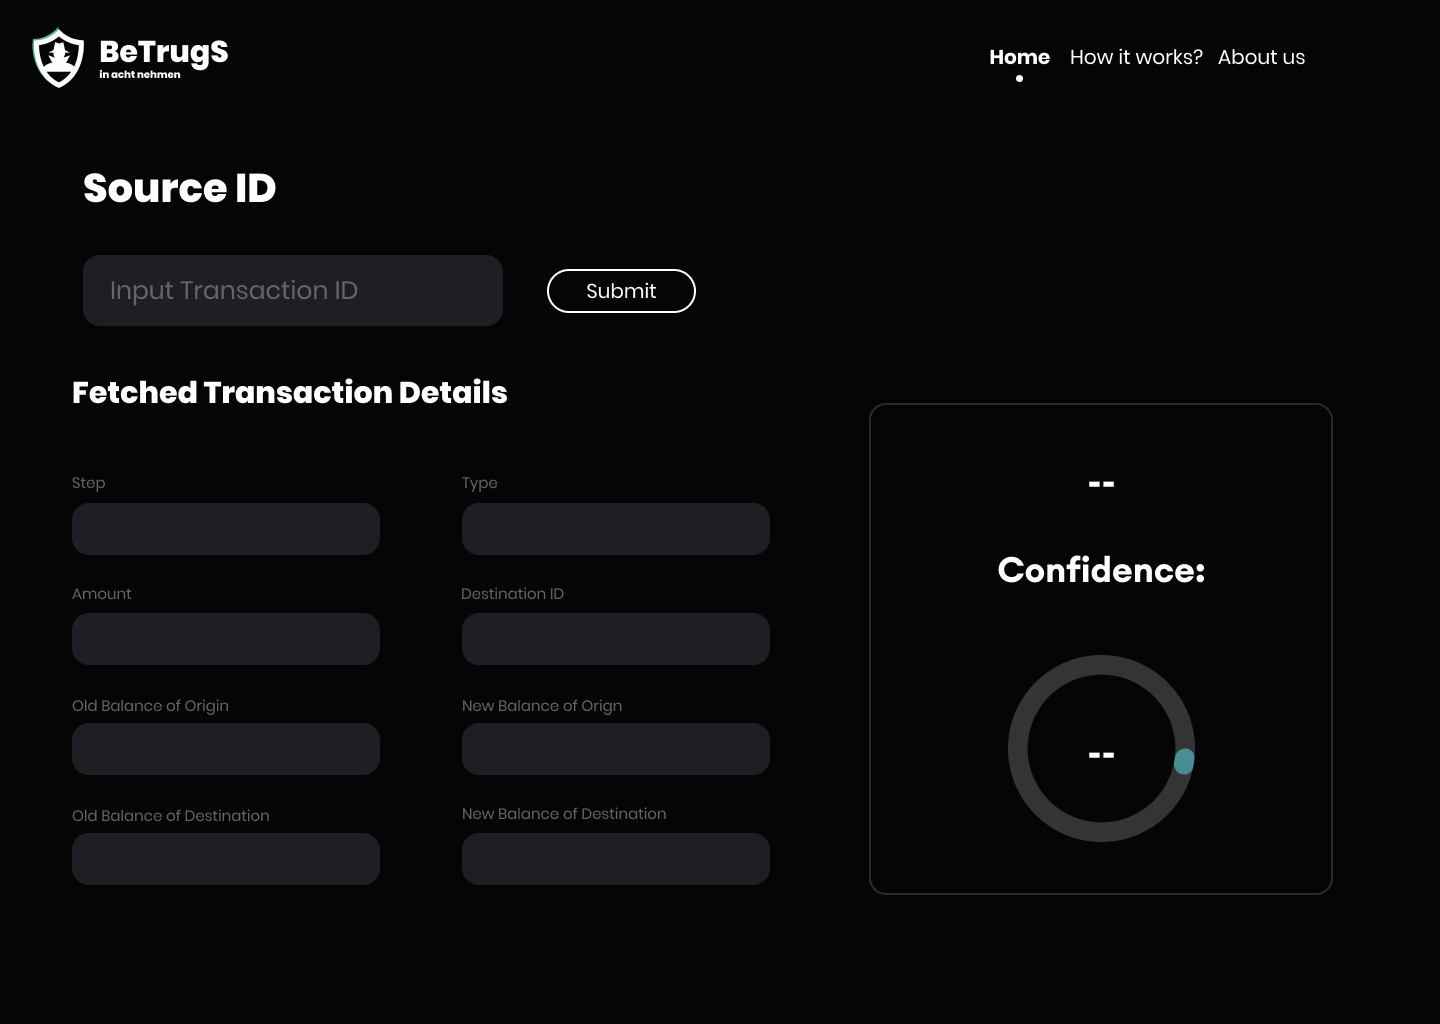 BeTrugS
in acht nehmen
Home How it works? About us
Source ID
Input Transaction ID
Submit
Fetched Transaction Details
Step
Type
Amount
Destination ID
Old Balance of Origin
New Balance of Orign
Old Balance of Destination
New Balance of Destination
--
Confidence:
--